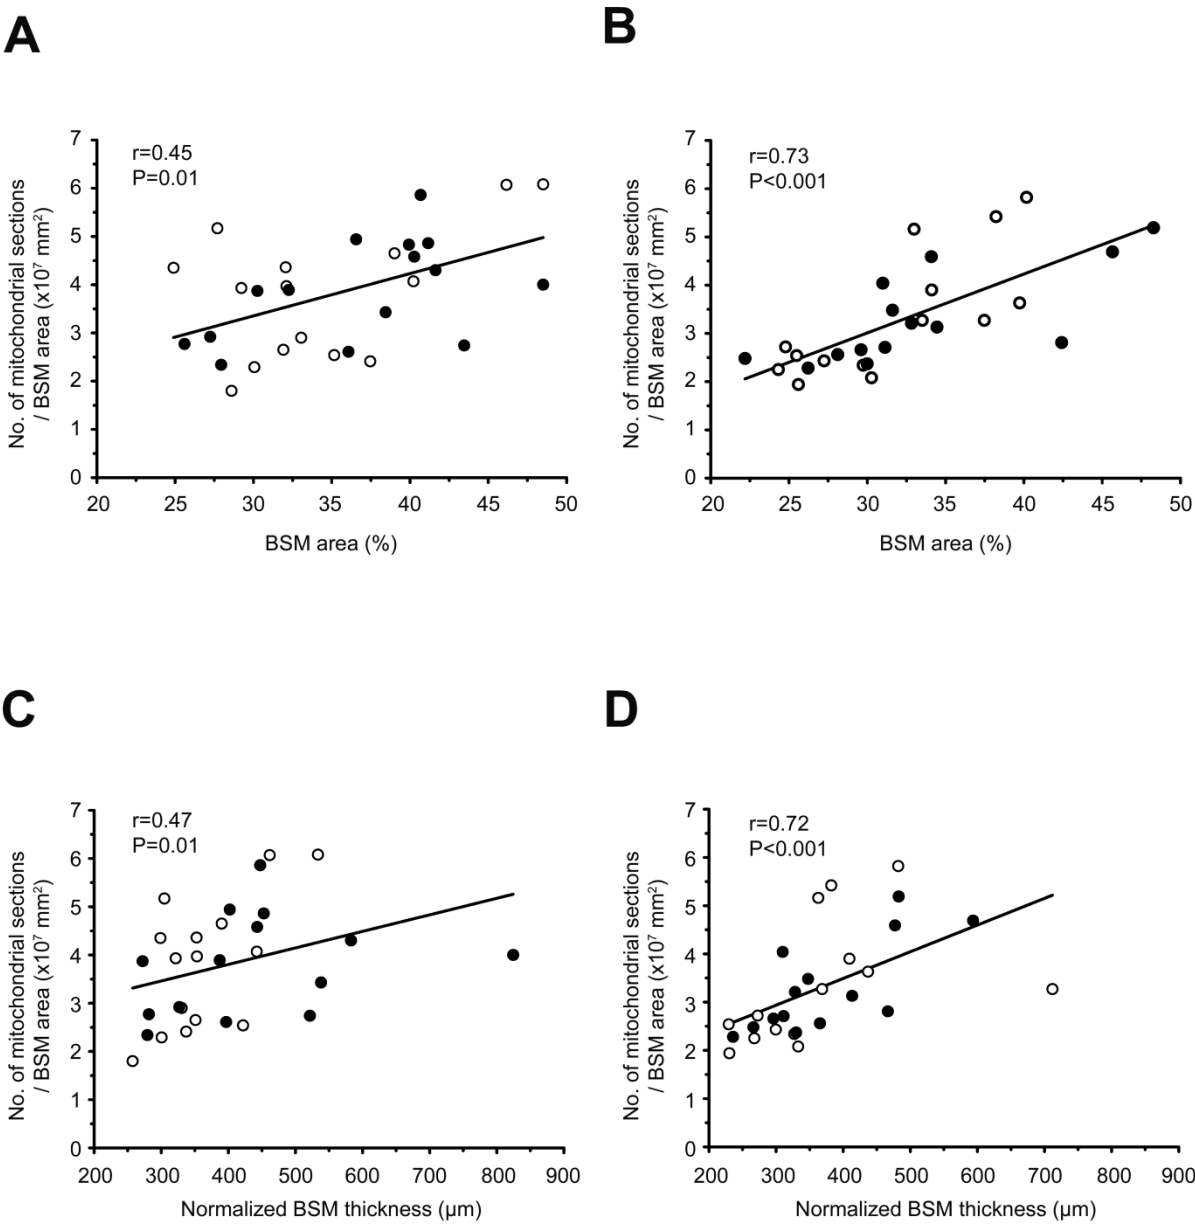 A
r=0.45
P=0.01
No. of mitochondrial sections
/ BSM area (x10⁷ mm²)
7
6
5
4
3
2
1
0
20 25 30 35 40 45 50
BSM area (%)
B
r=0.73
P<0.001
No. of mitochondrial sections
/ BSM area (x10⁷ mm²)
7
6
5
4
3
2
1
0
20 25 30 35 40 45 50
BSM area (%)
C
r=0.47
P=0.01
No. of mitochondrial sections
/ BSM area (x10⁷ mm²)
7
6
5
4
3
2
1
0
200 300 400 500 600 700 800 900
Normalized BSM thickness (µm)
D
r=0.72
P<0.001
No. of mitochondrial sections
/ BSM area (x10⁷ mm²)
7
6
5
4
3
2
1
0
200 300 400 500 600 700 800 900
Normalized BSM thickness (µm)